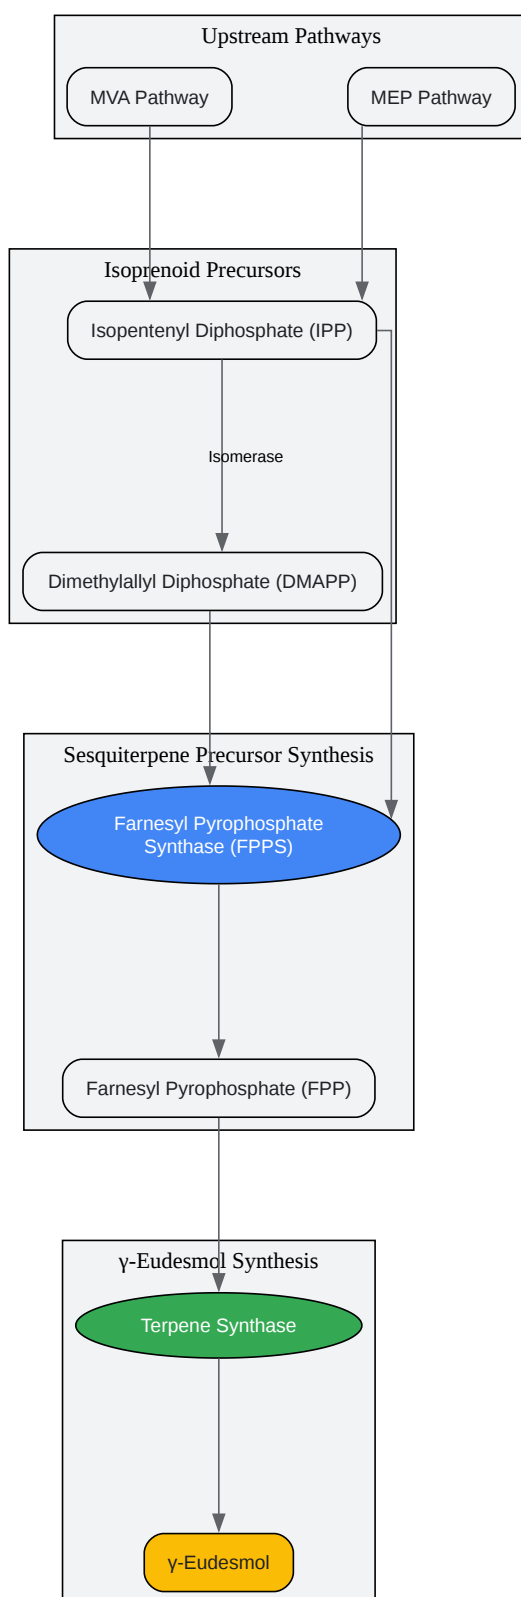 Upstream Pathways
MVA Pathway
MEP Pathway
Isoprenoid Precursors
Isopentenyl Diphosphate (IPP)
Isomerase
Dimethylallyl Diphosphate (DMAPP)
Sesquiterpene Precursor Synthesis
Farnesyl Pyrophosphate
Synthase (FPPS)
Farnesyl Pyrophosphate (FPP)
γ-Eudesmol Synthesis
Terpene Synthase
γ-Eudesmol